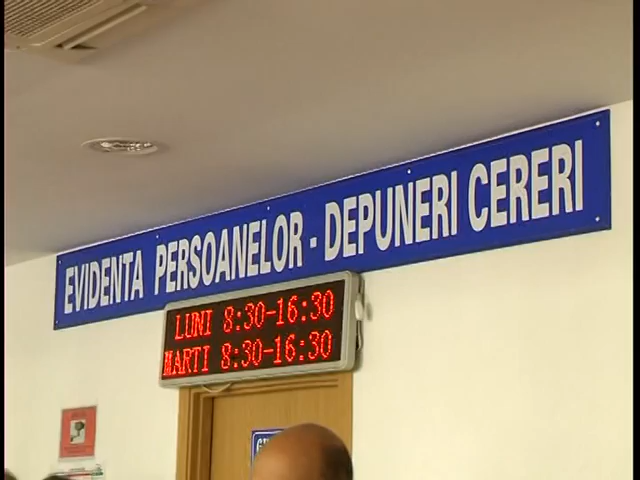 EVIDENTA PERSOANELOR - DEPUNERI CERERI
LUNI 8:30-16:30
MARTI 8:30-16:30